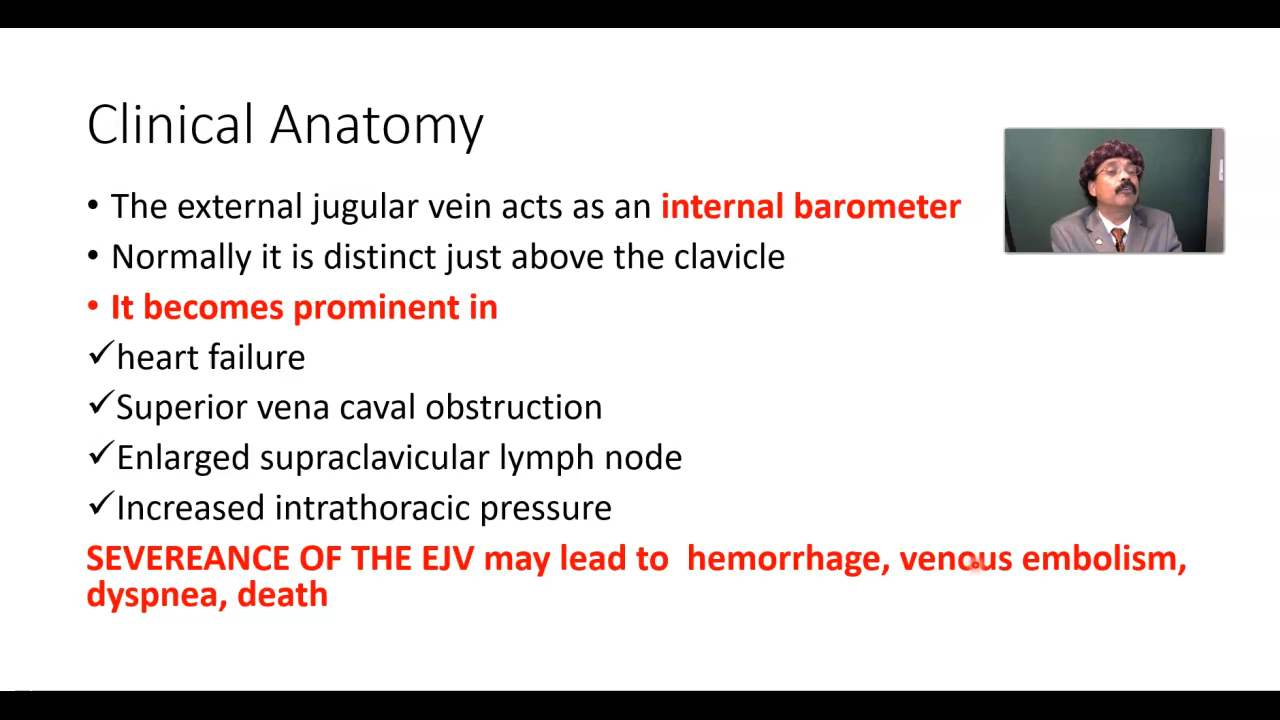 Clinical Anatomy
• The external jugular vein acts as an internal barometer
• Normally it is distinct just above the clavicle
• It becomes prominent in
✓heart failure
✓Superior vena caval obstruction
✓Enlarged supraclavicular lymph node
✓Increased intrathoracic pressure
SEVEREANCE OF THE EJV may lead to hemorrhage, venous embolism,
dyspnea, death